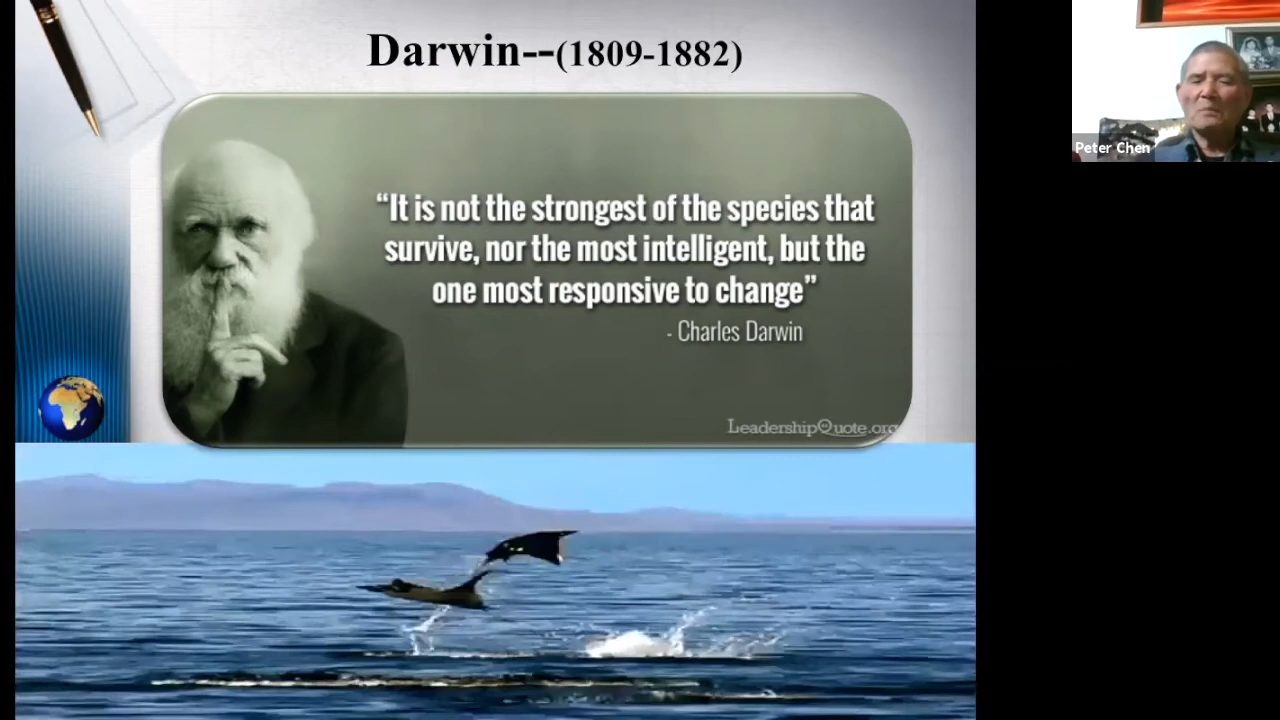 Darwin--(1809-1882)
“It is not the strongest of the species that
survive, nor the most intelligent, but the
one most responsive to change”
- Charles Darwin
LeadershipQuote.org
Peter Chen